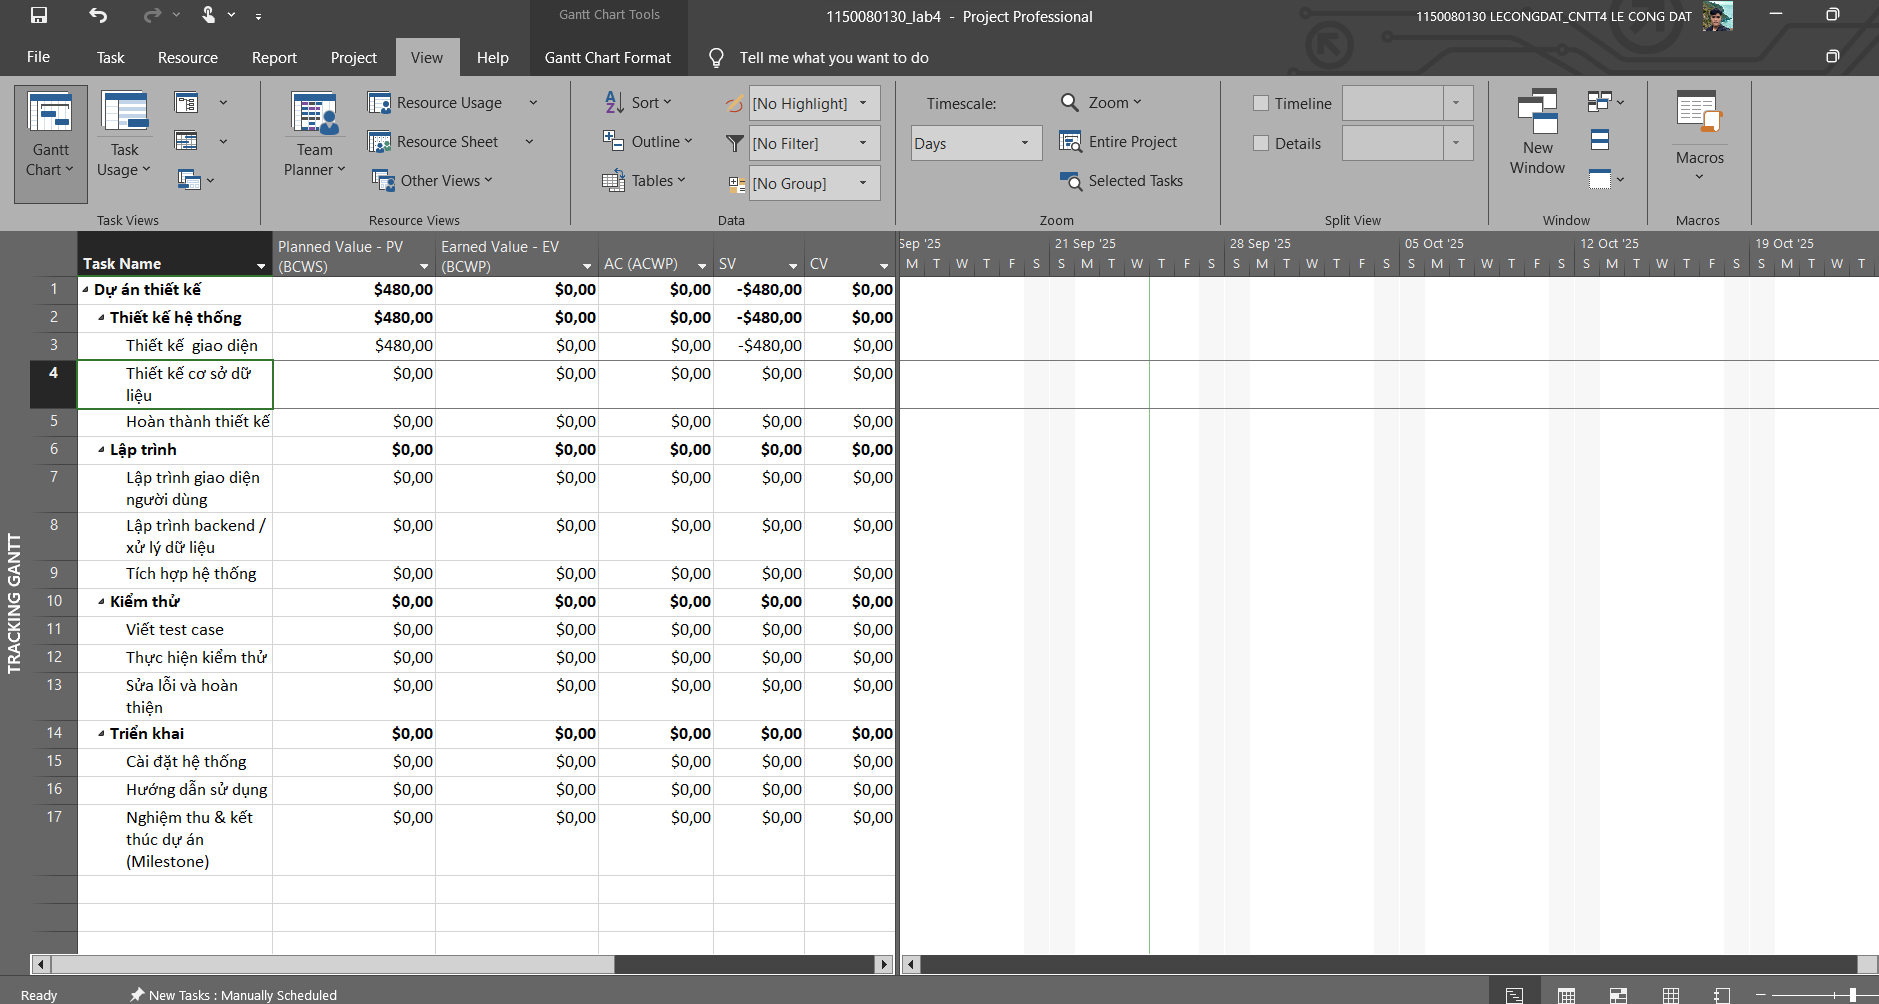 Gantt Chart Tools
1150080130_lab4 - Project Professional
1150080130 LECONGDAT_CNTT4 LE CONG DAT
File Task Resource Report Project View Help Gantt Chart Format Tell me what you want to do
Gantt Chart
Task Usage
Task Views
Team Planner
Resource Usage
Resource Sheet
Other Views
Resource Views
Sort
Outline
Tables
[No Highlight]
[No Filter]
[No Group]
Data
Timescale:
Days
Zoom
Entire Project
Selected Tasks
Zoom
Timeline
Details
Split View
New Window
Window
Macros
Macros
TRACKING GANTT
Task Name Planned Value - PV (BCWS) Earned Value - EV (BCWP) AC (ACWP) SV CV
Sep '25 21 Sep '25 28 Sep '25 05 Oct '25 12 Oct '25 19 Oct '25
M T W T F S S M T W T F S S M T W T F S S M T W T F S S M T W T F S S M T W T
1 Dự án thiết kế $480,00 $0,00 $0,00 -$480,00 $0,00
2 Thiết kế hệ thống $480,00 $0,00 $0,00 -$480,00 $0,00
3 Thiết kế giao diện $480,00 $0,00 $0,00 -$480,00 $0,00
4 Thiết kế cơ sở dữ liệu $0,00 $0,00 $0,00 $0,00 $0,00
5 Hoàn thành thiết kế $0,00 $0,00 $0,00 $0,00 $0,00
6 Lập trình $0,00 $0,00 $0,00 $0,00 $0,00
7 Lập trình giao diện người dùng $0,00 $0,00 $0,00 $0,00 $0,00
8 Lập trình backend / xử lý dữ liệu $0,00 $0,00 $0,00 $0,00 $0,00
9 Tích hợp hệ thống $0,00 $0,00 $0,00 $0,00 $0,00
10 Kiểm thử $0,00 $0,00 $0,00 $0,00 $0,00
11 Viết test case $0,00 $0,00 $0,00 $0,00 $0,00
12 Thực hiện kiểm thử $0,00 $0,00 $0,00 $0,00 $0,00
13 Sửa lỗi và hoàn thiện $0,00 $0,00 $0,00 $0,00 $0,00
14 Triển khai $0,00 $0,00 $0,00 $0,00 $0,00
15 Cài đặt hệ thống $0,00 $0,00 $0,00 $0,00 $0,00
16 Hướng dẫn sử dụng $0,00 $0,00 $0,00 $0,00 $0,00
17 Nghiệm thu & kết thúc dự án (Milestone) $0,00 $0,00 $0,00 $0,00 $0,00
Ready New Tasks : Manually Scheduled